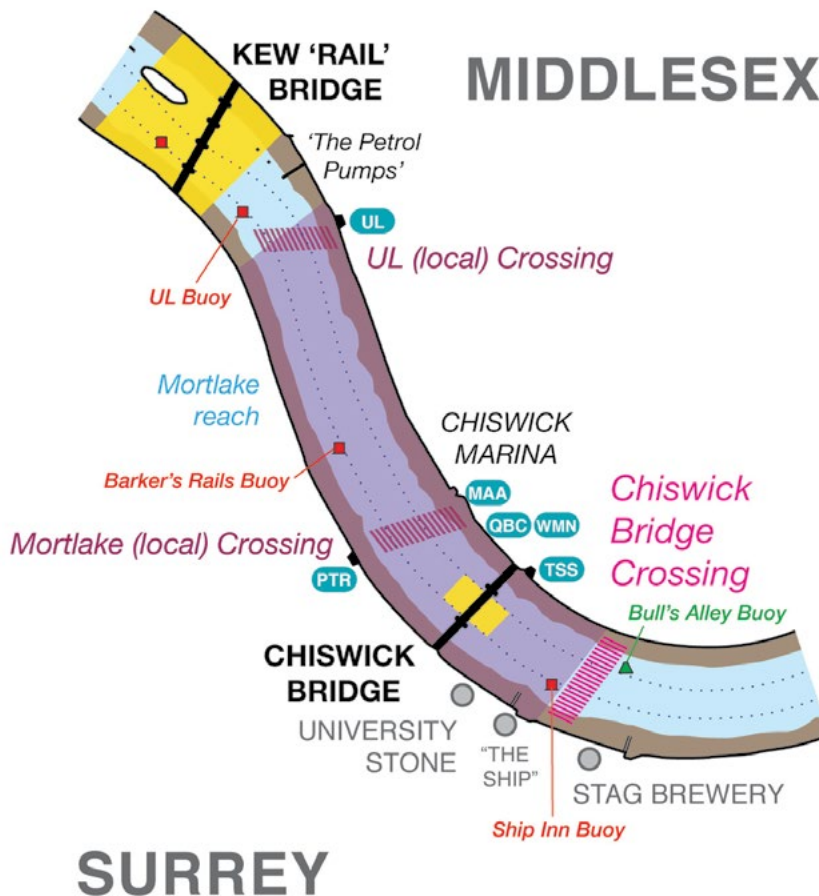 KEW ‘RAIL’
BRIDGE
MIDDLESEX
‘The Petrol
Pumps’
UL
UL (local) Crossing
UL Buoy
Mortlake
reach
CHISWICK
MARINA
Barker's Rails Buoy
MAA
Chiswick
Bridge
Crossing
QBC
WMN
Mortlake (local) Crossing
PTR
TSS
Bull's Alley Buoy
CHISWICK
BRIDGE
UNIVERSITY
STONE
“THE
SHIP”
STAG BREWERY
Ship Inn Buoy
SURREY